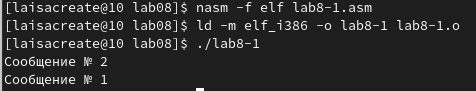 [laisacreate@10 lab08]$ nasm -f elf lab8-1.asm
[laisacreate@10 lab08]$ ld -m elf_i386 -o lab8-1 lab8-1.o
[laisacreate@10 lab08]$ ./lab8-1
Сообщение № 2
Сообщение № 1